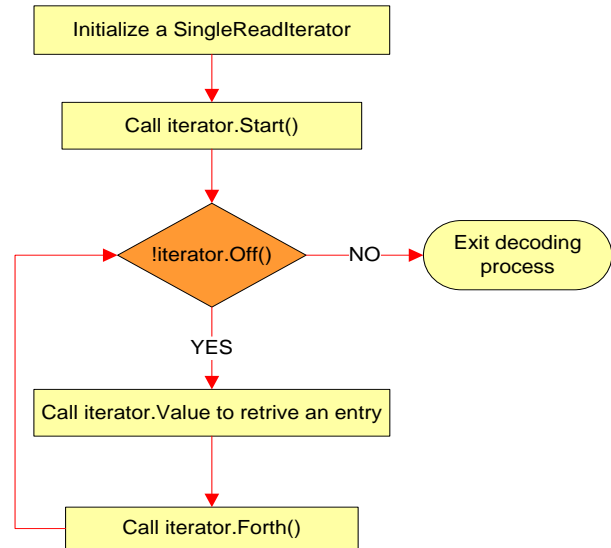 Initialize a SingleReadIterator
Call iterator.Start()
!iterator.Off()
NO
Exit decoding
process
YES
Call iterator.Value to retrive an entry
Call iterator.Forth()